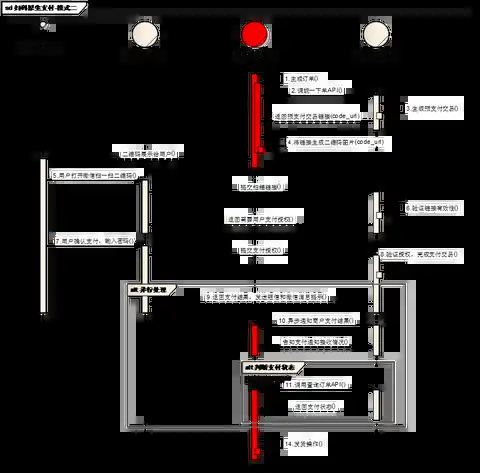 sd 扫码原生支付-模式二
1.生成订单()
2.调统一下单API()
3.生成预支付交易()
返回预支付交易链接(code_url)
4.将链接生成二维码图片(code_url)
二维码展示给用户()
5.用户打开微信扫一扫二维码()
提交扫描链接()
6.验证链接有效性()
返回需要用户支付授权()
7.用户确认支付，输入密码()
提交支付授权()
8.验证授权，完成支付交易()
alt 并行处理
9.返回支付结果，发送短信和微信消息提示()
10.异步通知商户支付结果()
告知支付通知接收情况()
alt 判断支付状态
11.调用查询订单API()
返回支付状态()
14.发货操作()